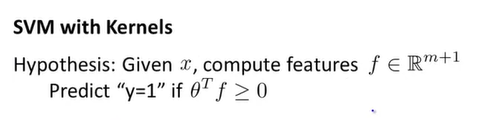 SVM with Kernels
Hypothesis: Given x, compute features f ∈ ℝ^{m+1}
Predict “y=1” if θ^T f ≥ 0